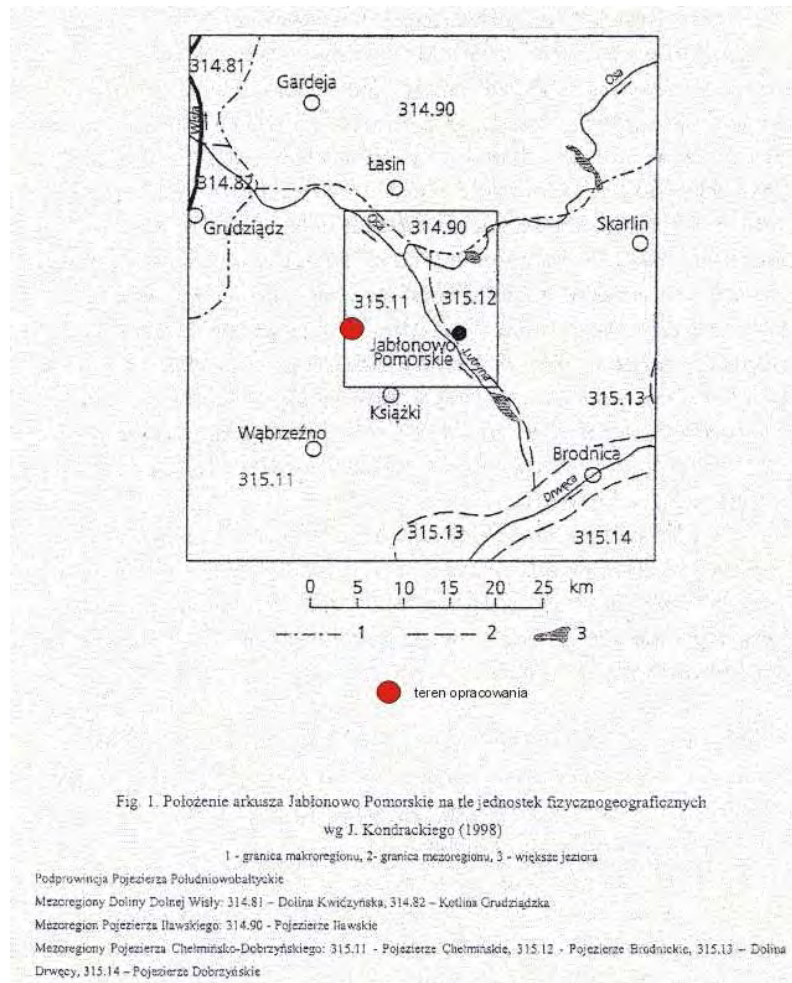 314.81
Gardeja
314.90
Osa
Wisła
Łasin
314.82
Grudziądz
Osa
314.90
Skarlin
315.11
315.12
Jabłonowo
Pomorskie
Lutryna
Książki
315.13
Wąbrzeźno
315.11
Brodnica
Drwęca
315.13
315.14
0 5 10 15 20 25 km
1 2 3
teren opracowania
Fig. 1. Położenie arkusza Jabłonowo Pomorskie na tle jednostek fizycznogeograficznych
wg J. Kondrackiego (1998)
1 - granica makroregionu, 2- granica mezoregionu, 3 - większe jeziora
Podprowincja Pojezierza Południowobałtyckie
Mezoregiony Doliny Dolnej Wisły: 314.81 – Dolina Kwidzyńska, 314.82 – Kotlina Grudziądzka
Mezoregion Pojezierza Iławskiego: 314.90 - Pojezierze Iławskie
Mezoregiony Pojezierza Chełmińsko-Dobrzyńskiego: 315.11 - Pojezierze Chełmińskie, 315.12 - Pojezierze Brodnickie, 315.13 – Dolina
Drwęcy, 315.14 – Pojezierze Dobrzyńskie